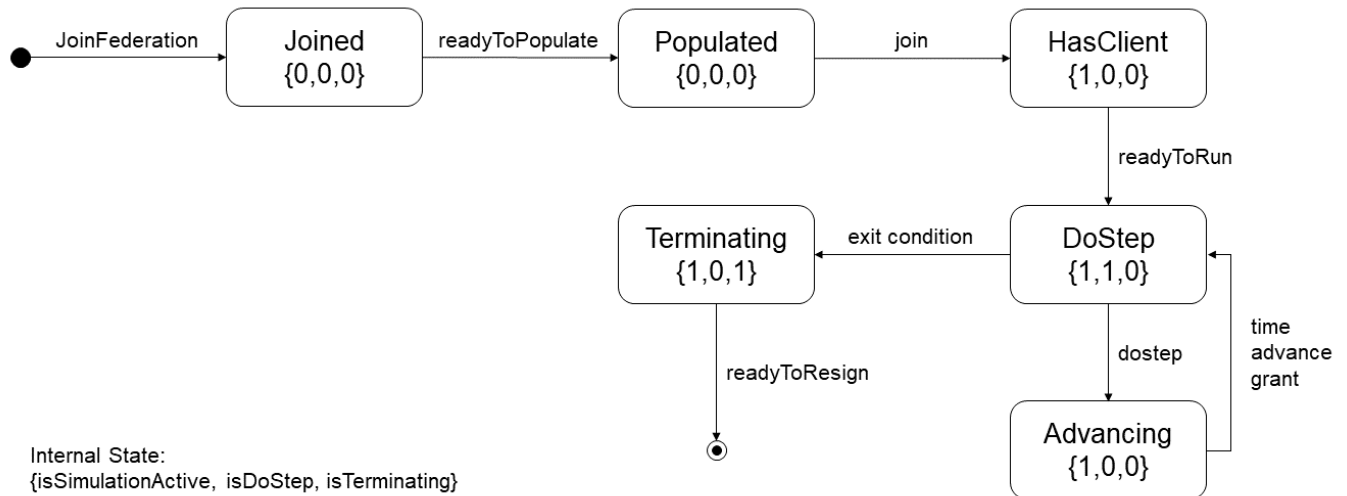 JoinFederation
Joined
{0,0,0}
readyToPopulate
Populated
{0,0,0}
join
HasClient
{1,0,0}
readyToRun
Terminating
{1,0,1}
exit condition
DoStep
{1,1,0}
readyToResign
dostep
time
advance
grant
Advancing
{1,0,0}
Internal State:
{isSimulationActive, isDoStep, isTerminating}